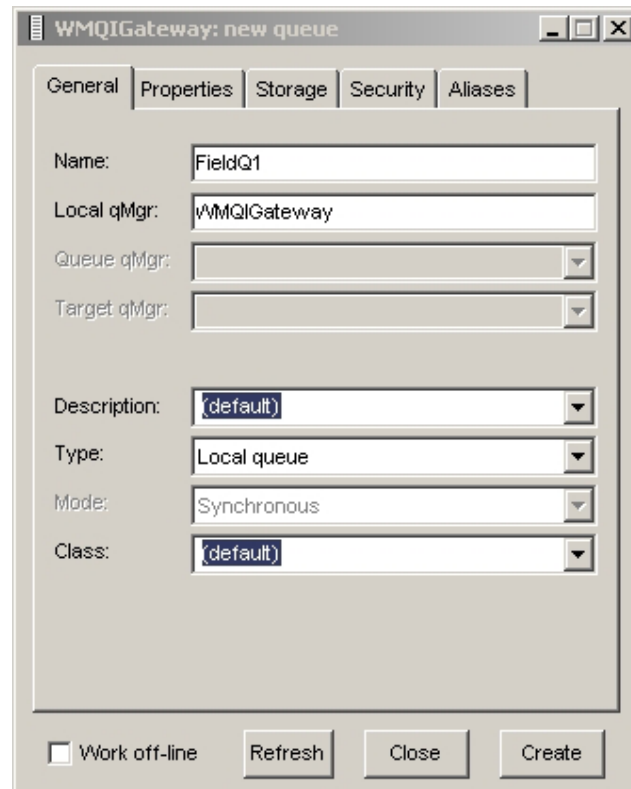 WMQIGateway: new queue
General Properties Storage Security Aliases
Name: FieldQ1
Local qMgr: WMQIGateway
Queue qMgr:
Target qMgr:
Description: (default)
Type: Local queue
Mode: Synchronous
Class: (default)
Work off-line Refresh Close Create